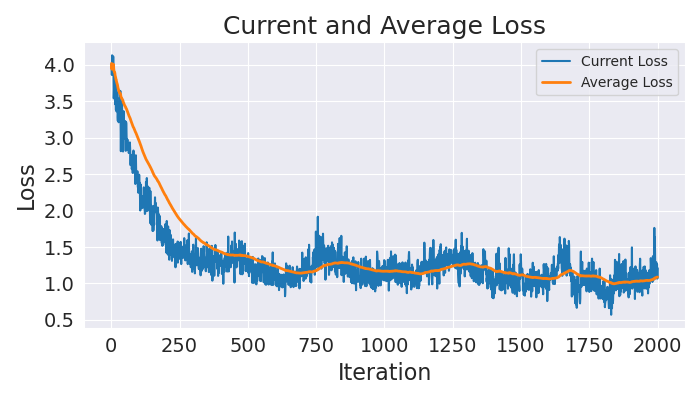 Current and Average Loss
Current Loss
Average Loss
Loss
4.0
3.5
3.0
2.5
2.0
1.5
1.0
0.5
0 250 500 750 1000 1250 1500 1750 2000
Iteration